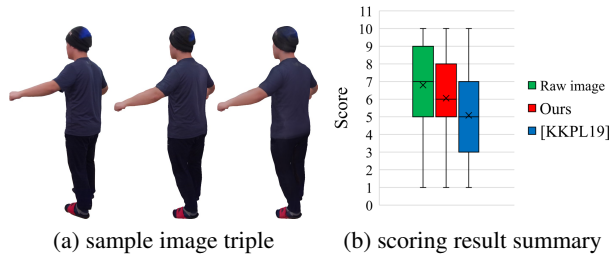 11
10
9
8
7
6
5
4
3
2
1
0
Score
Raw image
Ours
[KKPL19]
(a) sample image triple
(b) scoring result summary